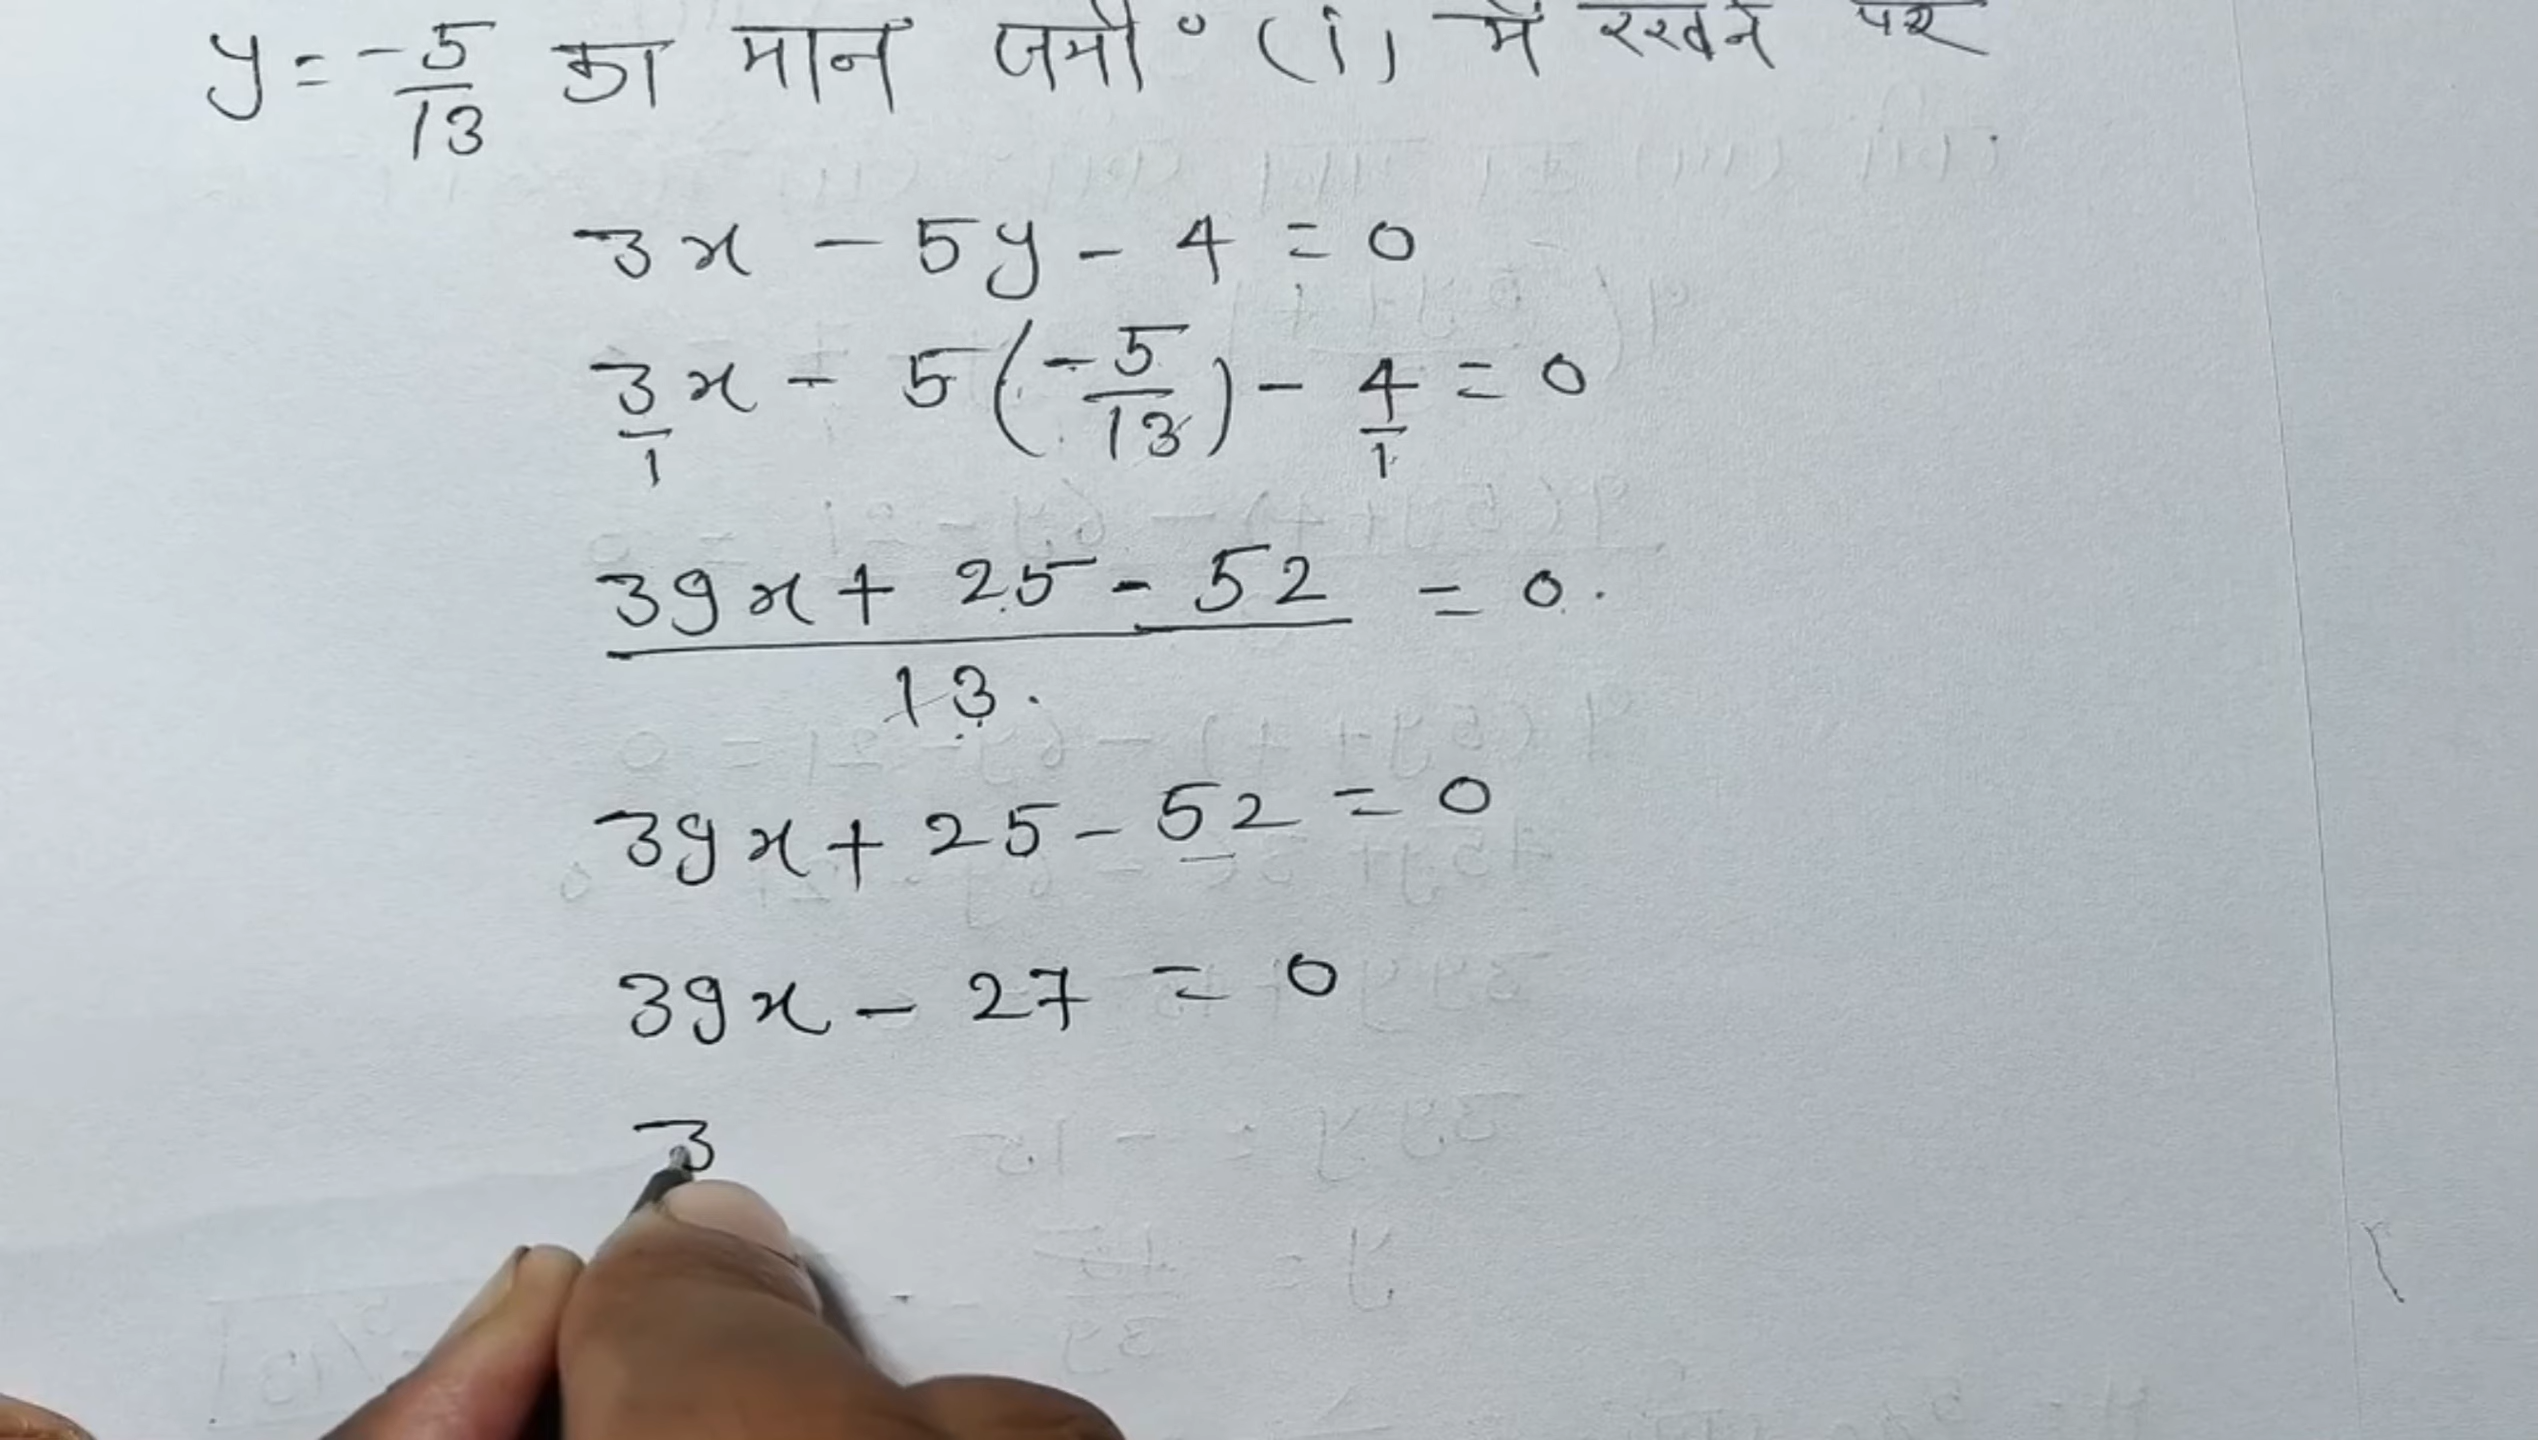 y = -5/13 का मान समी० (i) में रखने पर
3x - 5y - 4 = 0
3/1 x - 5(-5/13) - 4/1 = 0
39x + 25 - 52 / 13 = 0.
39x + 25 - 52 = 0
39x - 27 = 0
3